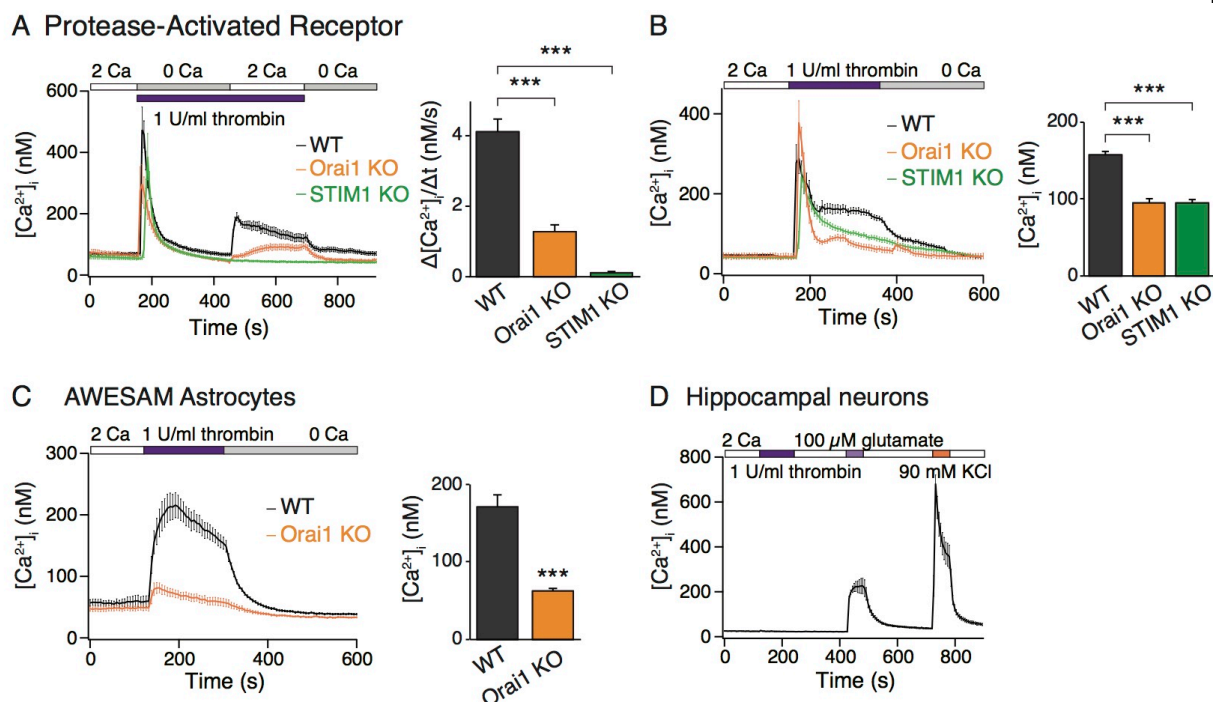 A Protease-Activated Receptor
2 Ca 0 Ca 2 Ca 0 Ca
1 U/ml thrombin
WT
Orai1 KO
STIM1 KO
600
400
200
0
[Ca²⁺]ᵢ (nM)
0 200 400 600 800
Time (s)
***
***
4
2
0
Δ[Ca²⁺]ᵢ/Δt (nM/s)
WT
Orai1 KO
STIM1 KO
B
2 Ca 1 U/ml thrombin 0 Ca
WT
Orai1 KO
STIM1 KO
400
200
0
[Ca²⁺]ᵢ (nM)
0 200 400 600
Time (s)
***
***
200
100
0
[Ca²⁺]ᵢ (nM)
WT
Orai1 KO
STIM1 KO
C AWESAM Astrocytes
2 Ca 1 U/ml thrombin 0 Ca
WT
Orai1 KO
300
200
100
0
[Ca²⁺]ᵢ (nM)
0 200 400 600
Time (s)
200
100
0
[Ca²⁺]ᵢ (nM)
***
WT
Orai1 KO
D Hippocampal neurons
2 Ca 100 µM glutamate
1 U/ml thrombin 90 mM KCl
800
600
400
200
0
[Ca²⁺]ᵢ (nM)
0 200 400 600 800
Time (s)